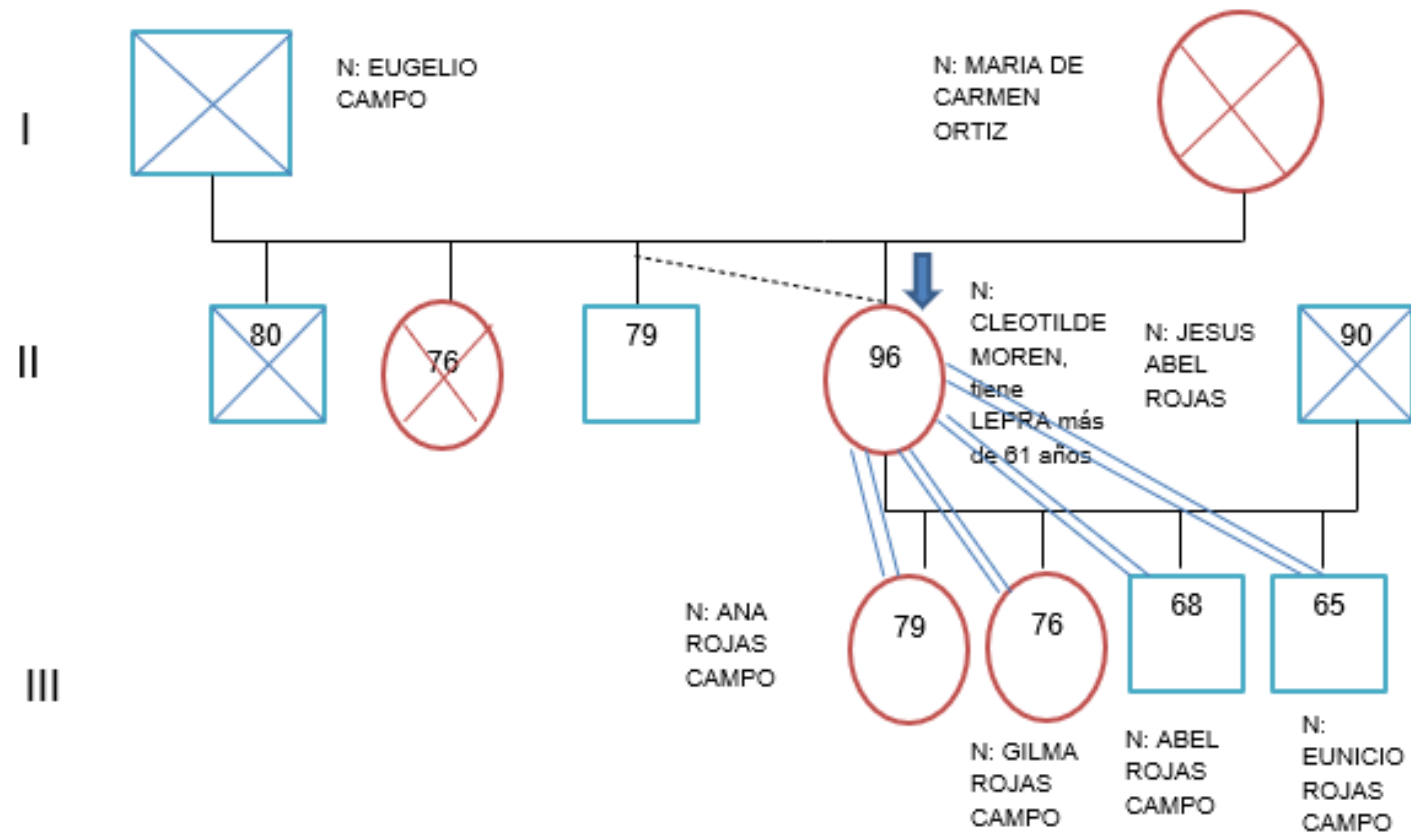 I
N: EUGELIO
CAMPO
N: MARIA DE
CARMEN
ORTIZ
II
80
76
79
96
N:
CLEOTILDE
MOREN,
tiene
LEPRA más
de 61 años
N: JESUS
ABEL
ROJAS
90
III
N: ANA
ROJAS
CAMPO
79
76
68
65
N: GILMA
ROJAS
CAMPO
N: ABEL
ROJAS
CAMPO
N:
EUNICIO
ROJAS
CAMPO